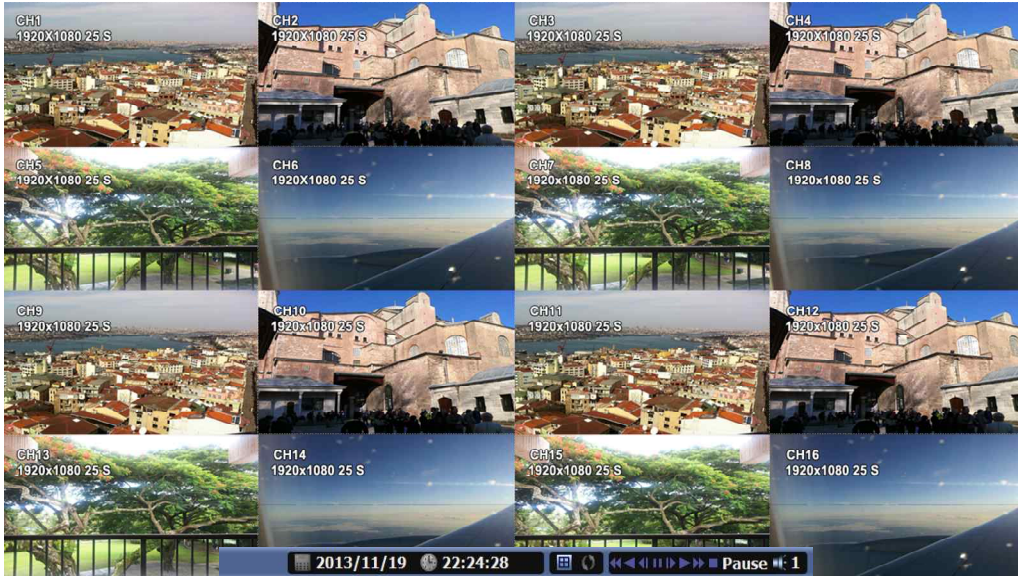 CH1
1920X1080 25 S
CH2
1920X1080 25 S
CH3
1920X1080 25 S
CH4
1920X1080 25 S
CH5
1920X1080 25 S
CH6
1920X1080 25 S
CH7
1920x1080 25 S
CH8
1920x1080 25 S
CH9
1920x1080 25 S
CH10
1920x1080 25 S
CH11
1920x1080 25 S
CH12
1920x1080 25 S
CH13
1920x1080 25 S
CH14
1920x1080 25 S
CH15
1920x1080 25 S
CH16
1920x1080 25 S
2013/11/19 22:24:28 Pause 1